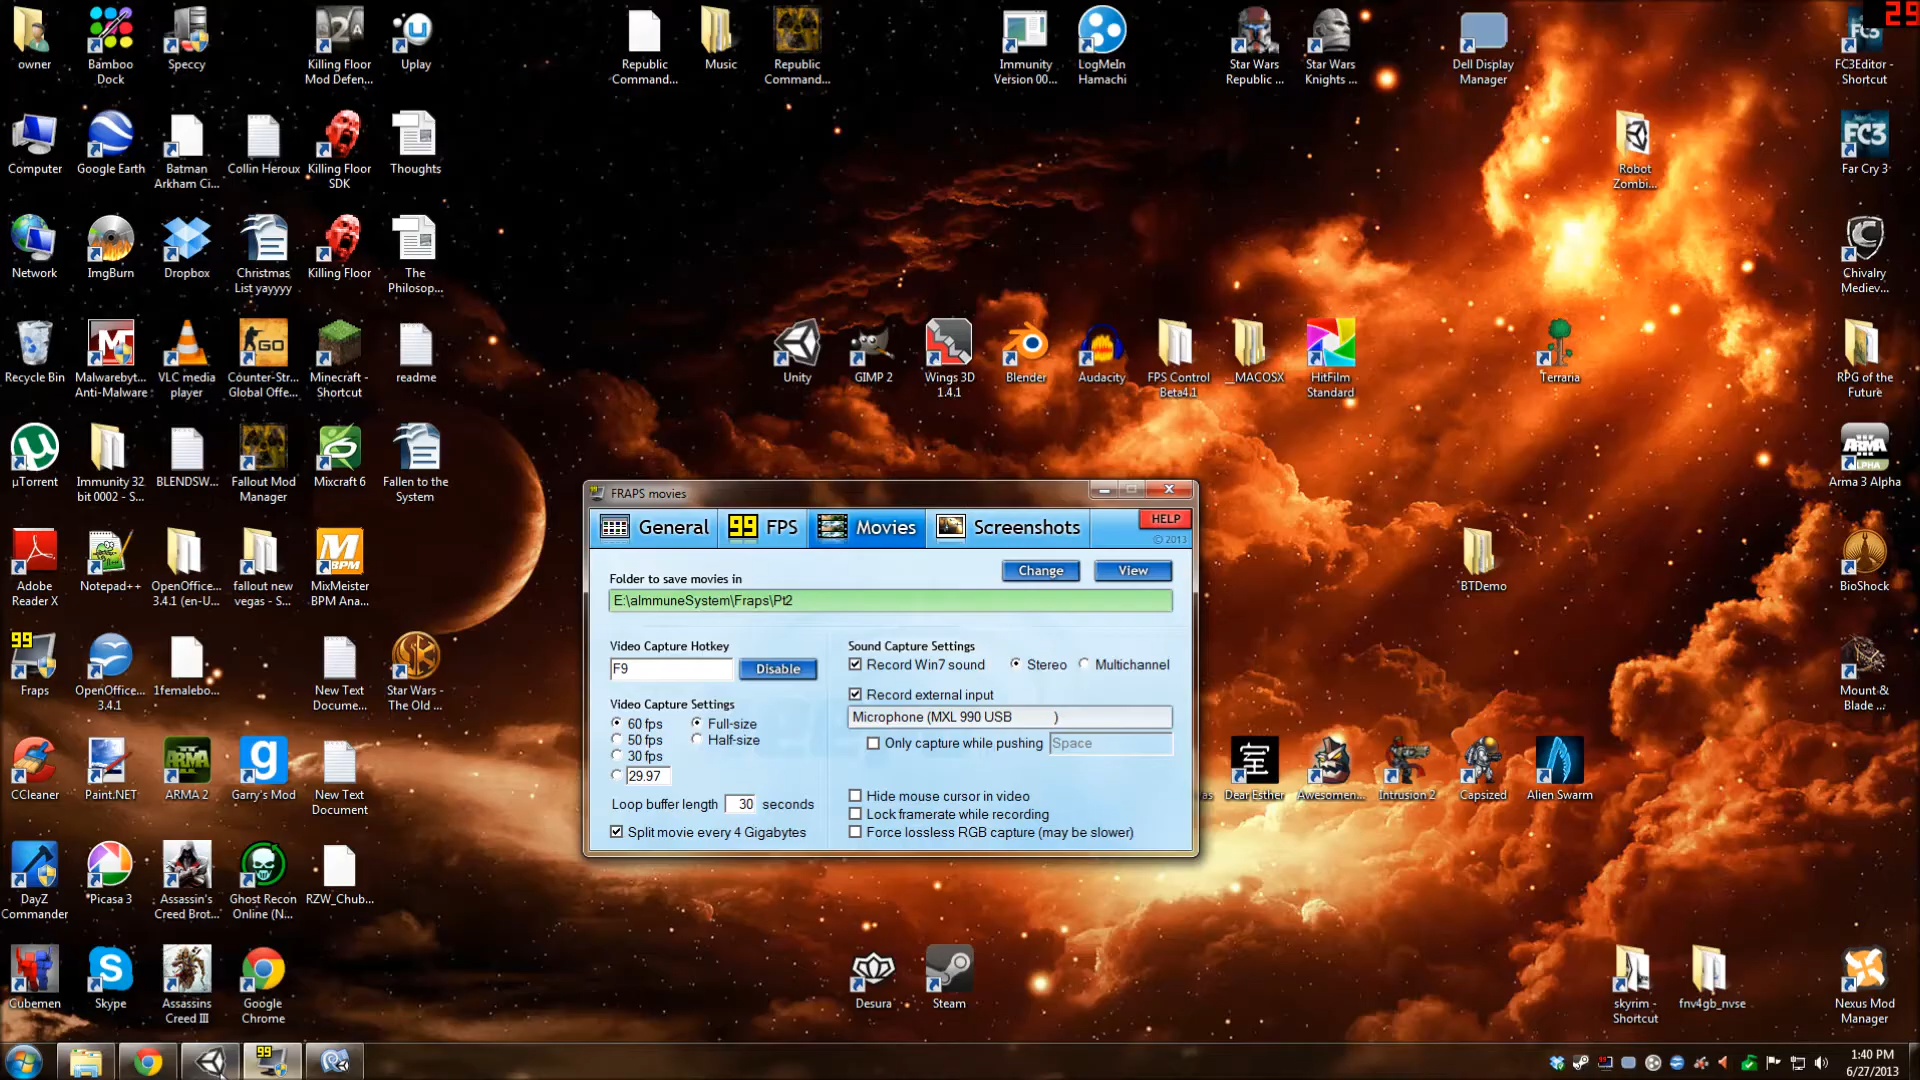 29
owner
Bamboo
Dock
Speccy
Killing Floor
Mod Defen...
Uplay
Republic
Command...
Music
Republic
Command...
Immunity
Version 00...
LogMeIn
Hamachi
Star Wars
Republic ...
Star Wars
Knights ...
Dell Display
Manager
FC3Editor -
Shortcut
Computer
Google Earth
Batman
Arkham Ci...
Collin Heroux
Killing Floor
SDK
Thoughts
Robot
Zombi...
Far Cry 3
Network
ImgBurn
Dropbox
Christmas
List yayyyy
Killing Floor
The
Philosop...
Chivalry
Mediev...
Recycle Bin
Malwarebyt...
Anti-Malware
VLC media
player
Counter-Str...
Global Offe...
Minecraft -
Shortcut
readme
Unity
GIMP 2
Wings 3D
1.4.1
Blender
Audacity
FPS Control
Beta4.1
__MACOSX
HitFilm
Standard
Terraria
RPG of the
Future
µTorrent
Immunity 32
bit 0002 - S...
BLENDSW...
Fallout Mod
Manager
Mixcraft 6
Fallen to the
System
Arma 3 Alpha
FRAPS movies
General
99 FPS
Movies
Screenshots
HELP
© 2013
Folder to save movies in
Change
View
E:\aImmuneSystem\Fraps\Pt2
Video Capture Hotkey
F9
Disable
Video Capture Settings
60 fps
Full-size
50 fps
Half-size
30 fps
29.97
Loop buffer length 30 seconds
Split movie every 4 Gigabytes
Sound Capture Settings
Record Win7 sound
Stereo
Multichannel
Record external input
Microphone (MXL 990 USB )
Only capture while pushing
Space
Hide mouse cursor in video
Lock framerate while recording
Force lossless RGB capture (may be slower)
Adobe
Reader X
Notepad++
OpenOffice...
3.4.1 (en-U...
fallout new
vegas - S...
MixMeister
BPM Ana...
BTDemo
BioShock
Fraps
OpenOffice...
3.4.1
1femalebo...
New Text
Docume...
Star Wars -
The Old ...
Mount &
Blade ...
CCleaner
Paint.NET
ARMA 2
Garry's Mod
New Text
Document
Dear Esther
Awesomen...
Intrusion 2
Capsized
Alien Swarm
DayZ
Commander
Picasa 3
Assassin's
Creed Brot...
Ghost Recon
Online (N...
RZW_Chub...
Cubemen
Skype
Assassins
Creed III
Google
Chrome
Desura
Steam
skyrim -
Shortcut
fnv4gb_nvse
Nexus Mod
Manager
1:40 PM
6/27/2013